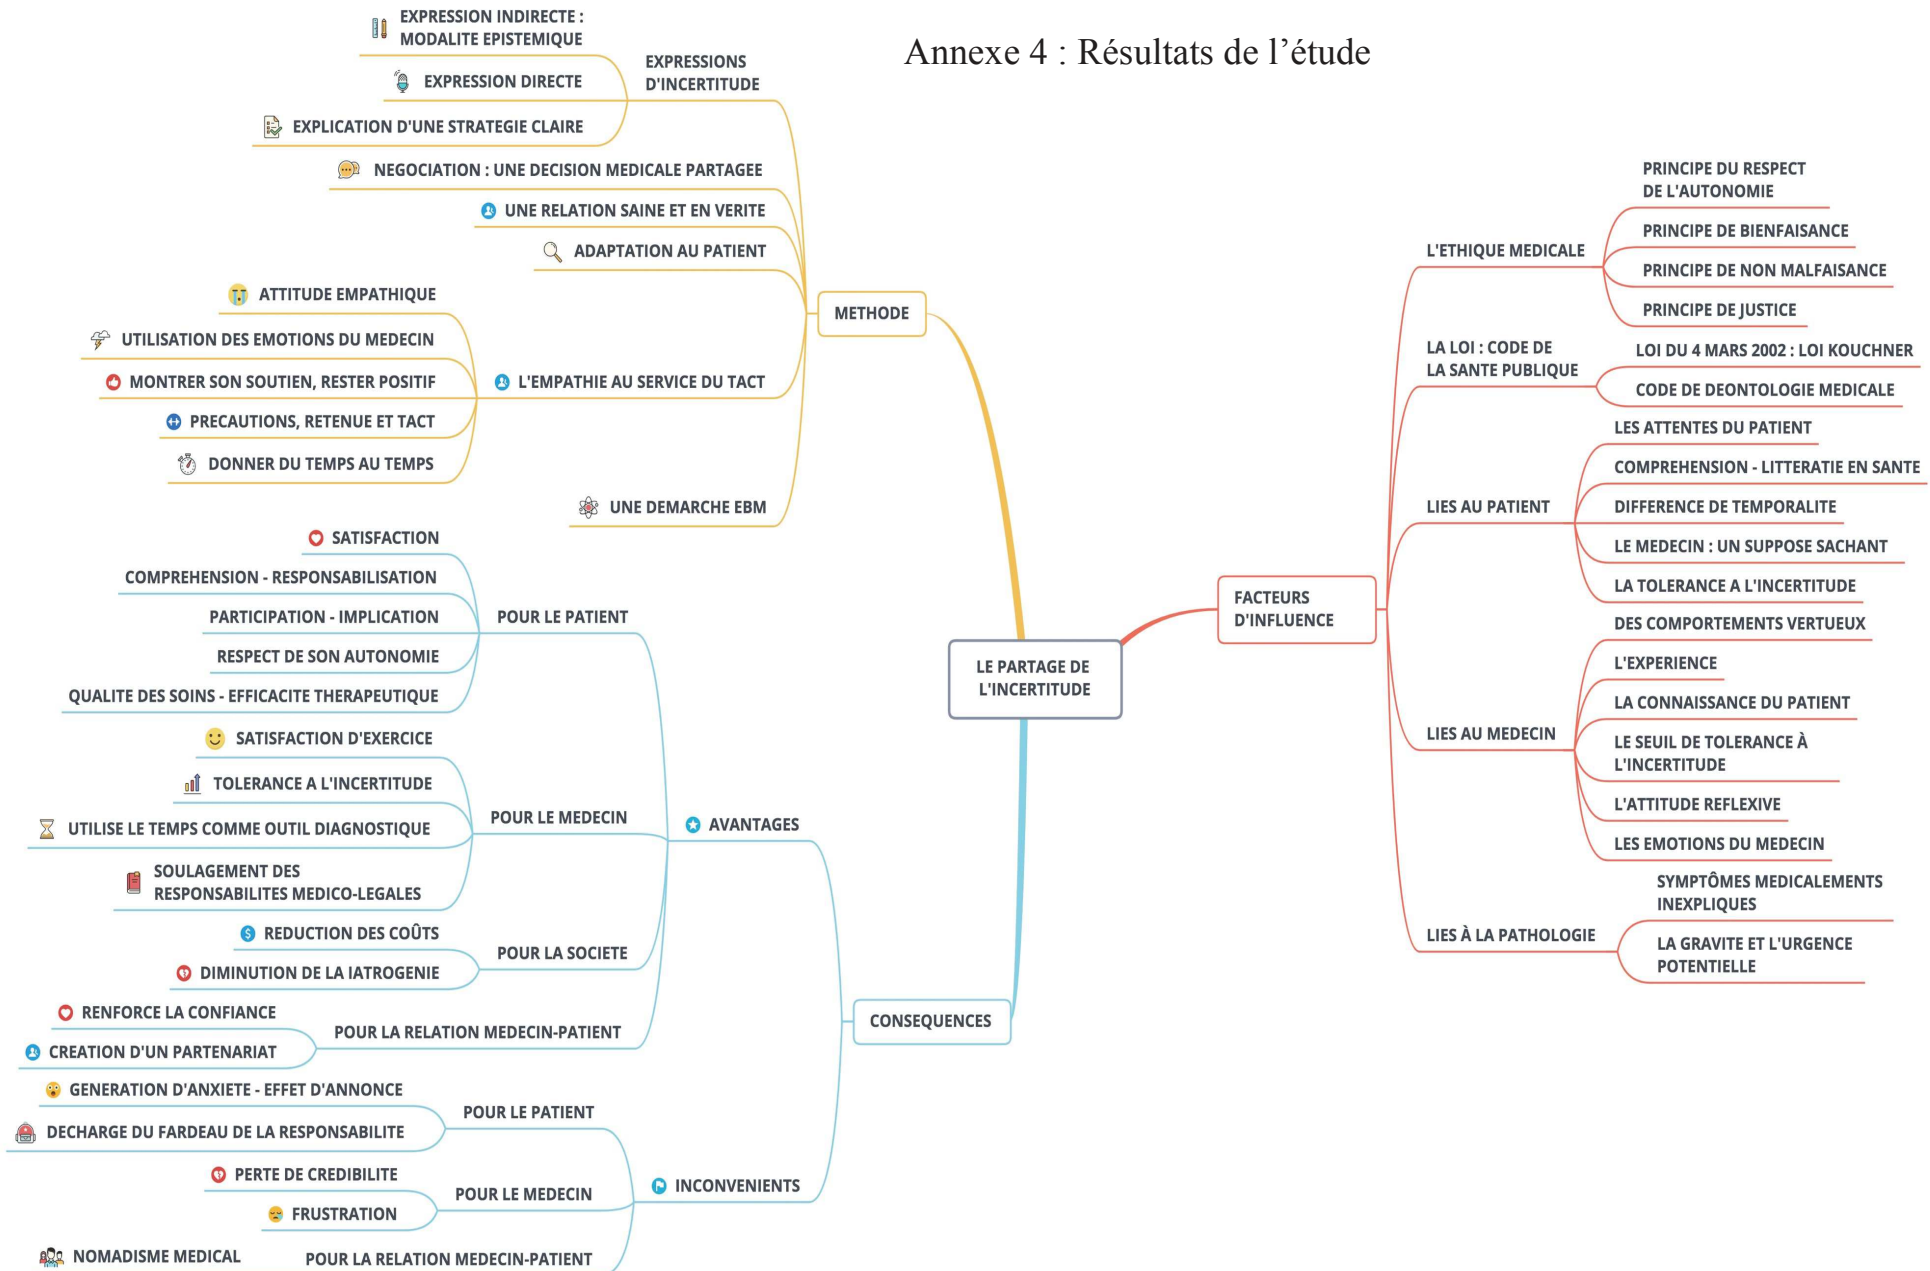 Annexe 4 : Résultats de l'étude
LE PARTAGE DE
L'INCERTITUDE
METHODE
EXPRESSIONS
D'INCERTITUDE
EXPRESSION INDIRECTE :
MODALITE EPISTEMIQUE
EXPRESSION DIRECTE
EXPLICATION D'UNE STRATEGIE CLAIRE
NEGOCIATION : UNE DECISION MEDICALE PARTAGEE
UNE RELATION SAINE ET EN VERITE
ADAPTATION AU PATIENT
L'EMPATHIE AU SERVICE DU TACT
ATTITUDE EMPATHIQUE
UTILISATION DES EMOTIONS DU MEDECIN
MONTRER SON SOUTIEN, RESTER POSITIF
PRECAUTIONS, RETENUE ET TACT
DONNER DU TEMPS AU TEMPS
UNE DEMARCHE EBM
CONSEQUENCES
AVANTAGES
POUR LE PATIENT
SATISFACTION
COMPREHENSION - RESPONSABILISATION
PARTICIPATION - IMPLICATION
RESPECT DE SON AUTONOMIE
QUALITE DES SOINS - EFFICACITE THERAPEUTIQUE
POUR LE MEDECIN
SATISFACTION D'EXERCICE
TOLERANCE A L'INCERTITUDE
UTILISE LE TEMPS COMME OUTIL DIAGNOSTIQUE
SOULAGEMENT DES
RESPONSABILITES MEDICO-LEGALES
POUR LA SOCIETE
REDUCTION DES COÛTS
DIMINUTION DE LA IATROGENIE
POUR LA RELATION MEDECIN-PATIENT
RENFORCE LA CONFIANCE
CREATION D'UN PARTENARIAT
INCONVENIENTS
POUR LE PATIENT
GENERATION D'ANXIETE - EFFET D'ANNONCE
DECHARGE DU FARDEAU DE LA RESPONSABILITE
POUR LE MEDECIN
PERTE DE CREDIBILITE
FRUSTRATION
POUR LA RELATION MEDECIN-PATIENT
NOMADISME MEDICAL
FACTEURS
D'INFLUENCE
L'ETHIQUE MEDICALE
PRINCIPE DU RESPECT
DE L'AUTONOMIE
PRINCIPE DE BIENFAISANCE
PRINCIPE DE NON MALFAISANCE
PRINCIPE DE JUSTICE
LA LOI : CODE DE
LA SANTE PUBLIQUE
LOI DU 4 MARS 2002 : LOI KOUCHNER
CODE DE DEONTOLOGIE MEDICALE
LIES AU PATIENT
LES ATTENTES DU PATIENT
COMPREHENSION - LITTERATIE EN SANTE
DIFFERENCE DE TEMPORALITE
LE MEDECIN : UN SUPPOSE SACHANT
LA TOLERANCE A L'INCERTITUDE
LIES AU MEDECIN
DES COMPORTEMENTS VERTUEUX
L'EXPERIENCE
LA CONNAISSANCE DU PATIENT
LE SEUIL DE TOLERANCE À
L'INCERTITUDE
L'ATTITUDE REFLEXIVE
LES EMOTIONS DU MEDECIN
LIES À LA PATHOLOGIE
SYMPTÔMES MEDICALEMENTS
INEXPLIQUES
LA GRAVITE ET L'URGENCE
POTENTIELLE